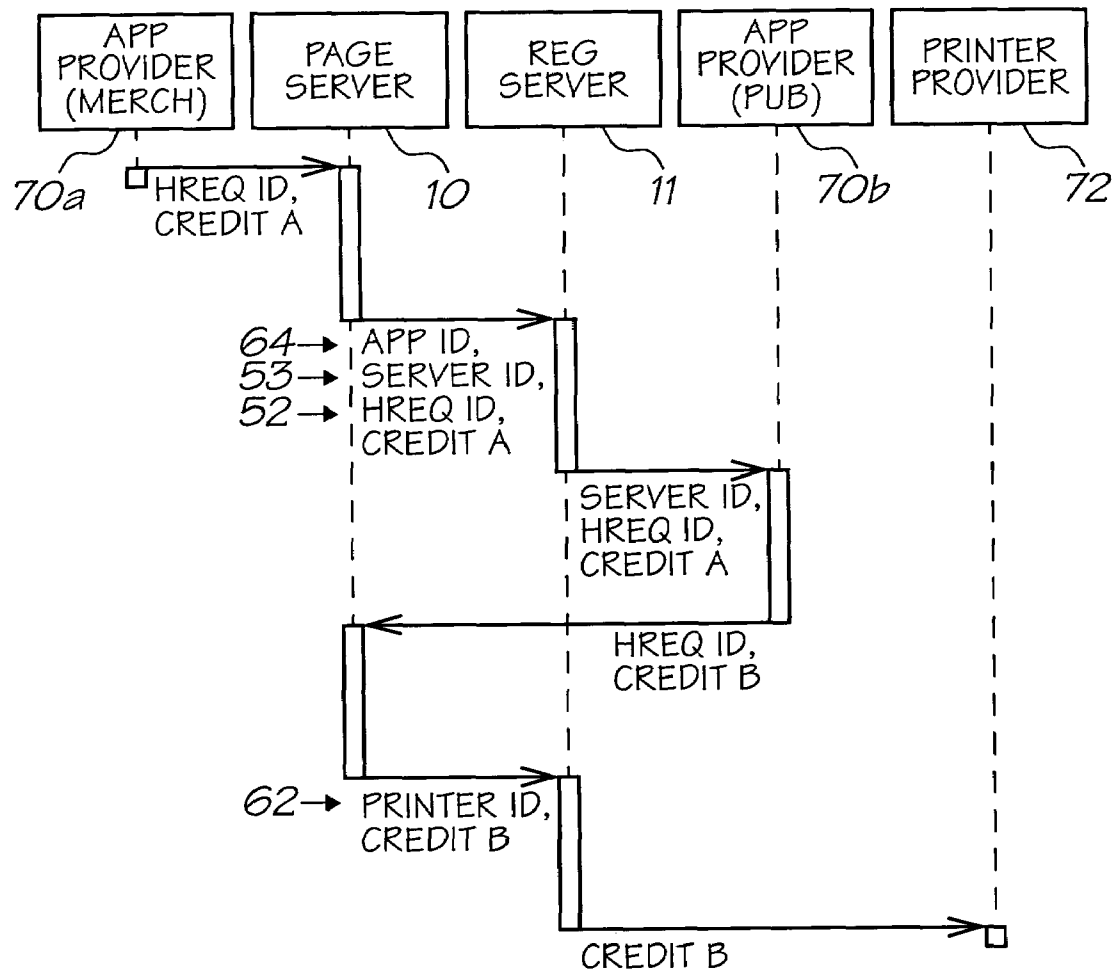 APP
PROVIDER
(MERCH)
PAGE
SERVER
REG
SERVER
APP
PROVIDER
(PUB)
PRINTER
PROVIDER
70a
10
11
70b
72
HREQ ID,
CREDIT A
64 APP ID,
53 SERVER ID,
52 HREQ ID,
CREDIT A
SERVER ID,
HREQ ID,
CREDIT A
HREQ ID,
CREDIT B
62 PRINTER ID,
CREDIT B
CREDIT B